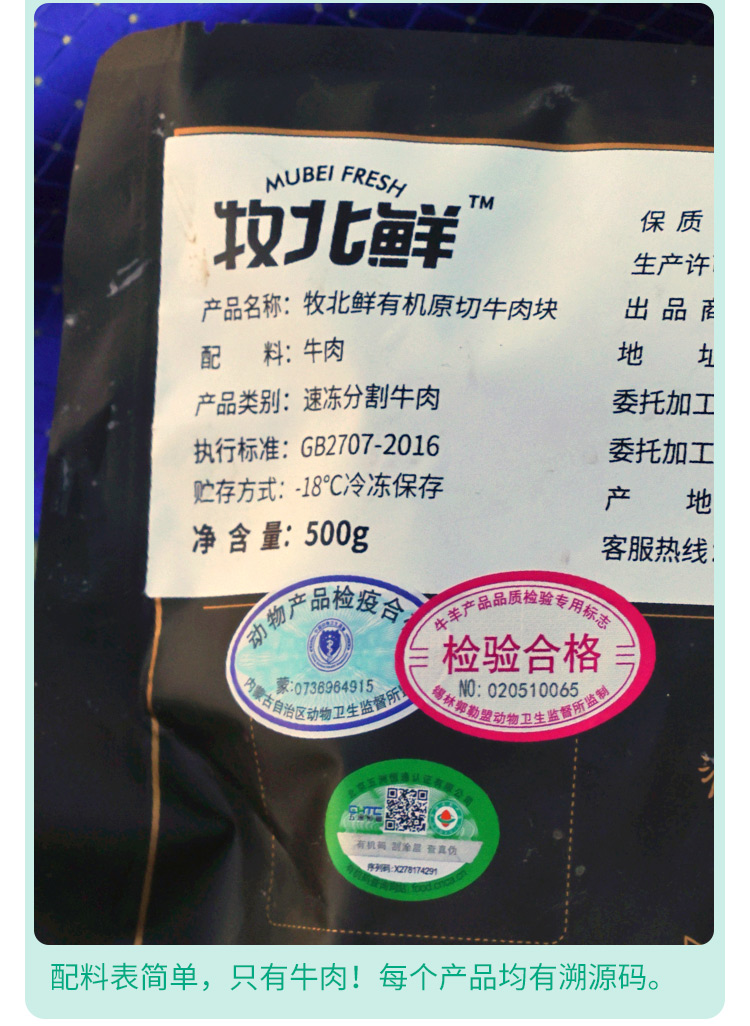 MUBEI FRESH
牧北鲜™
产品名称：牧北鲜有机原切牛肉块
配 料：牛肉
产品类别：速冻分割牛肉
执行标准：GB2707-2016
贮存方式：-18℃冷冻保存
净 含 量：500g
保 质
生产许
出 品 商
地 址
委托加工
委托加工
产 地
客服热线：
动物产品检疫合
蒙:0736964915
内蒙古自治区动物卫生监督所
牛羊产品品质检验专用标志
检验合格
NO: 020510065
锡林郭勒盟动物卫生监督所监制
CHTC
有机码 刮涂层 查真伪
序列码:X278174291
配料表简单，只有牛肉！每个产品均有溯源码。